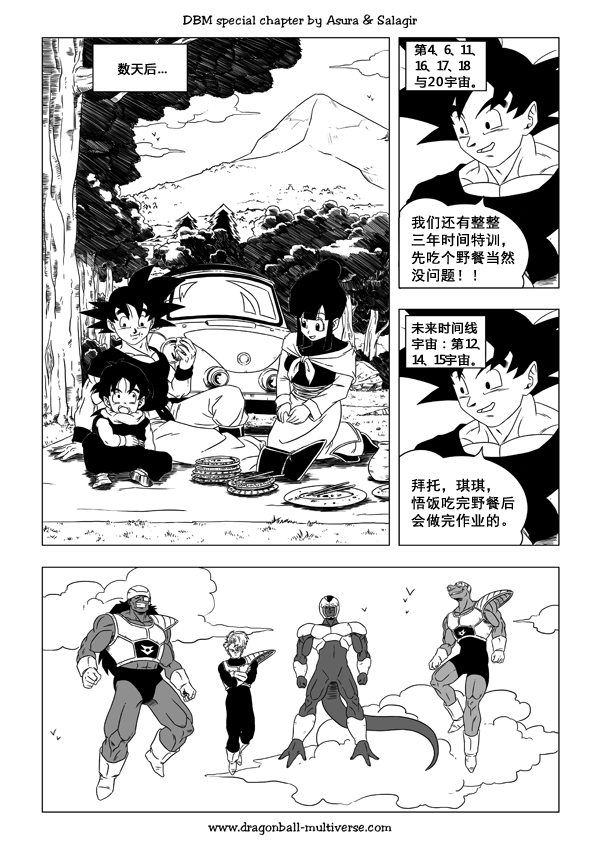 DBM special chapter by Asura & Salagir
数天后...
第4、6、11、
16、17、18
与20宇宙。
我们还有整整
三年时间特训，
先吃个野餐当然
没问题！！
未来时间线
宇宙：第12、
14、15宇宙。
拜托，琪琪，
悟饭吃完野餐后
会做完作业的。
www.dragonball-multiverse.com